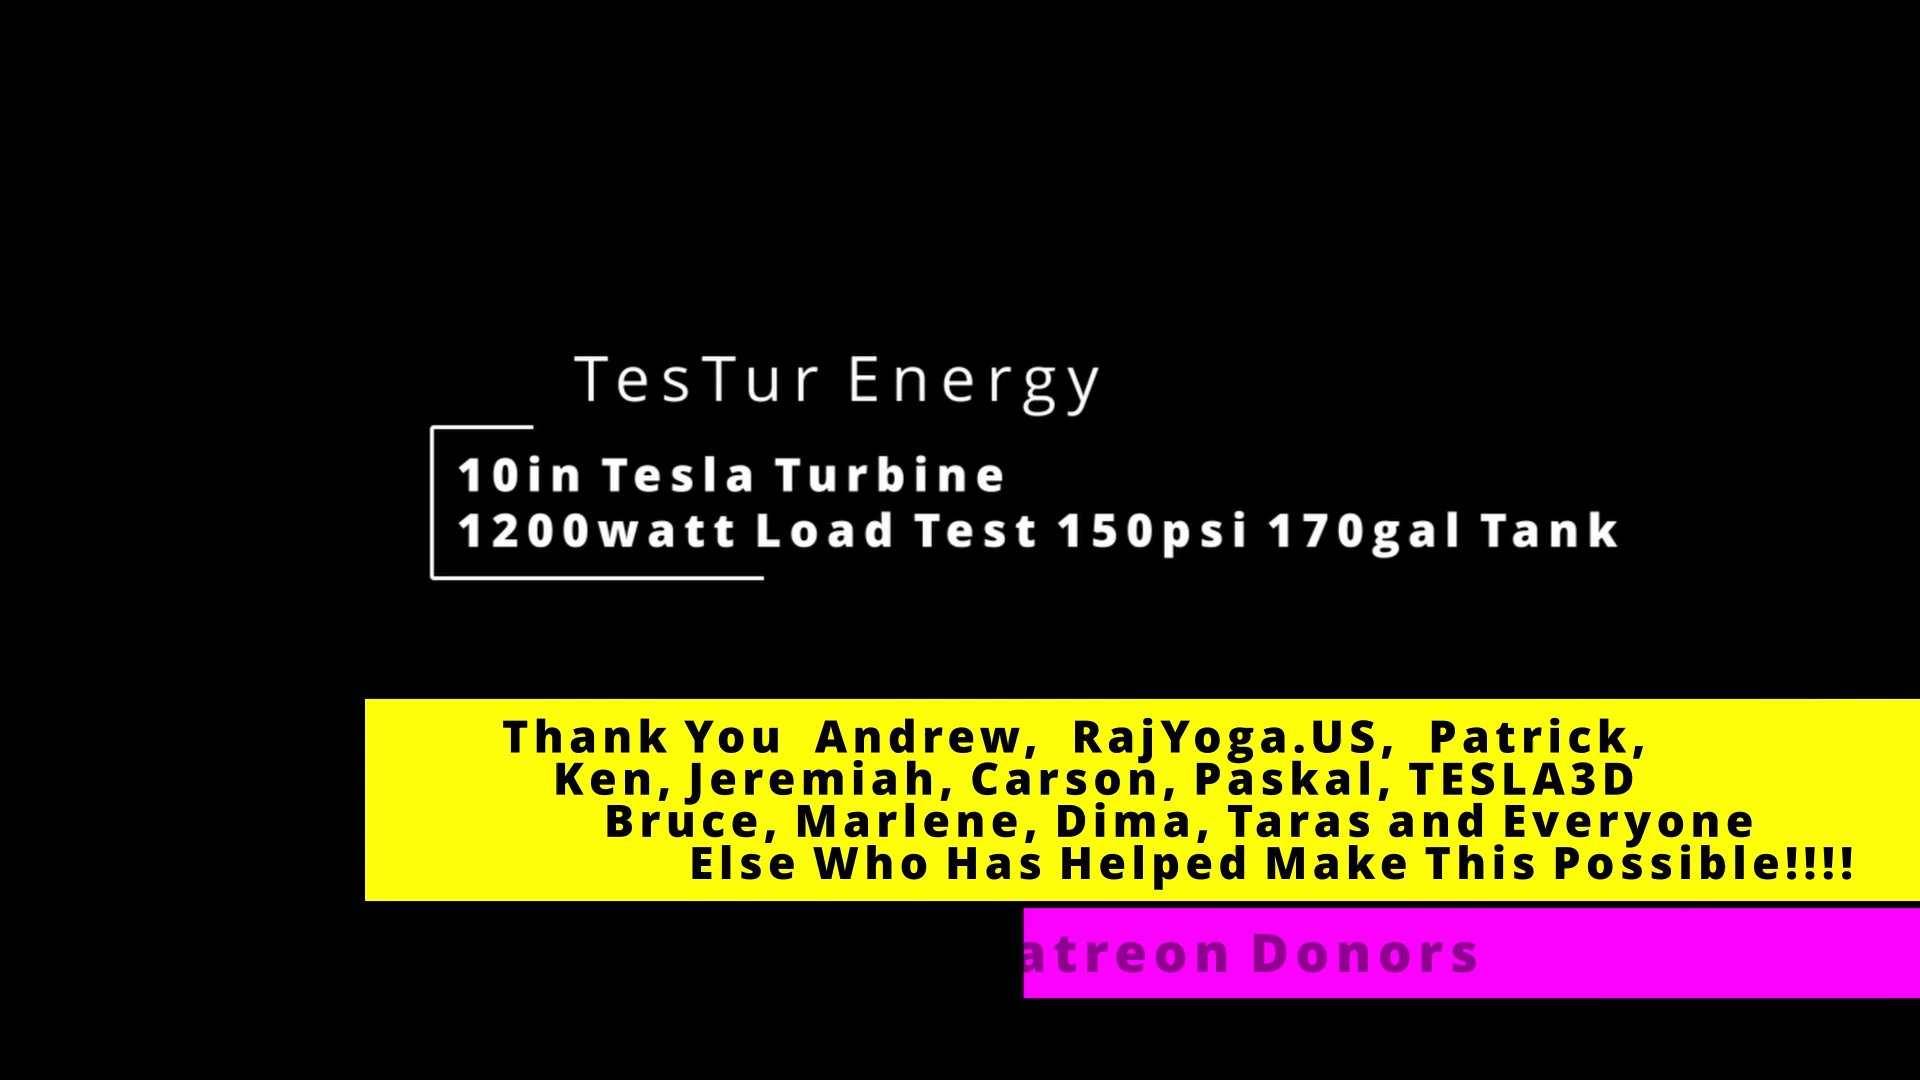 TesTur Energy
10in Tesla Turbine
1200watt Load Test 150psi 170gal Tank
Thank You Andrew, RajYoga.US, Patrick,
Ken, Jeremiah, Carson, Paskal, TESLA3D
Bruce, Marlene, Dima, Taras and Everyone
Else Who Has Helped Make This Possible!!!!
atreon Donors